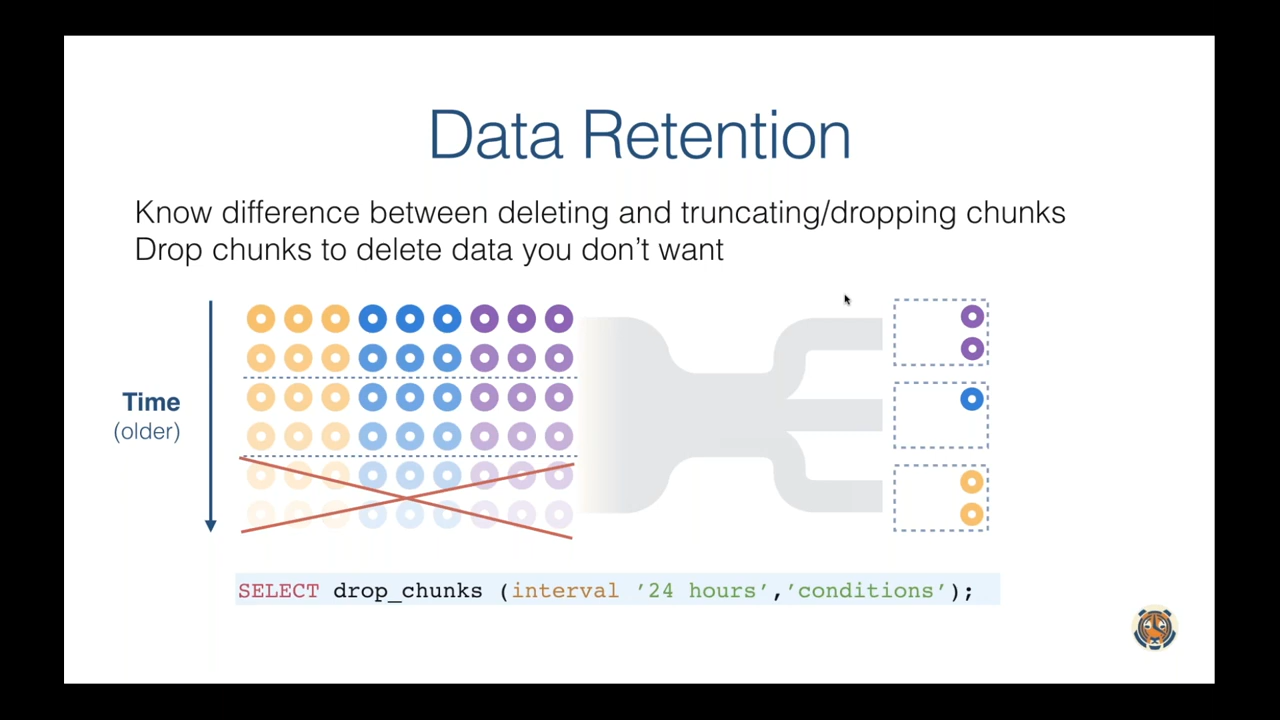 Data Retention
Know difference between deleting and truncating/dropping chunks
Drop chunks to delete data you don’t want
Time
(older)
SELECT drop_chunks (interval ’24 hours’,’conditions’);